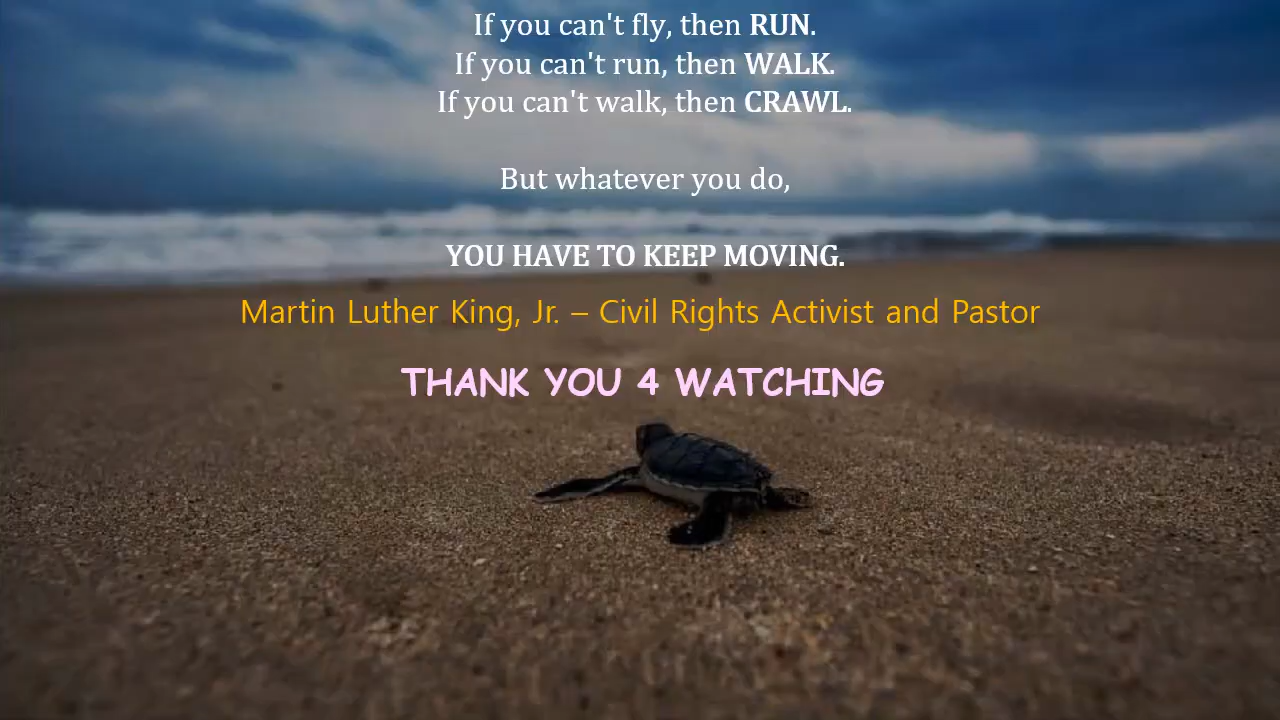 If you can't fly, then RUN.
If you can't run, then WALK.
If you can't walk, then CRAWL.
But whatever you do,
YOU HAVE TO KEEP MOVING.
Martin Luther King, Jr. – Civil Rights Activist and Pastor
THANK YOU 4 WATCHING